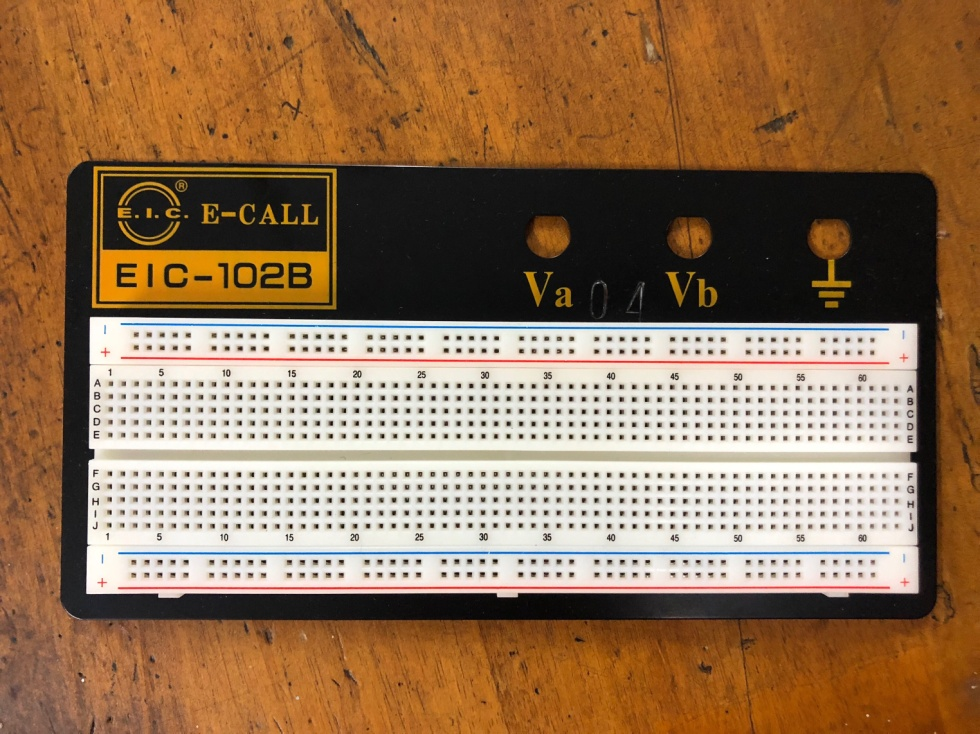 E.I.C.® E-CALL
EIC-102B
Va 04 Vb
− −
+ +
1 5 10 15 20 25 30 35 40 45 50 55 60
A A
B B
C C
D D
E E
F F
G G
H H
I I
J J
1 5 10 15 20 25 30 35 40 45 50 55 60
− −
+ +